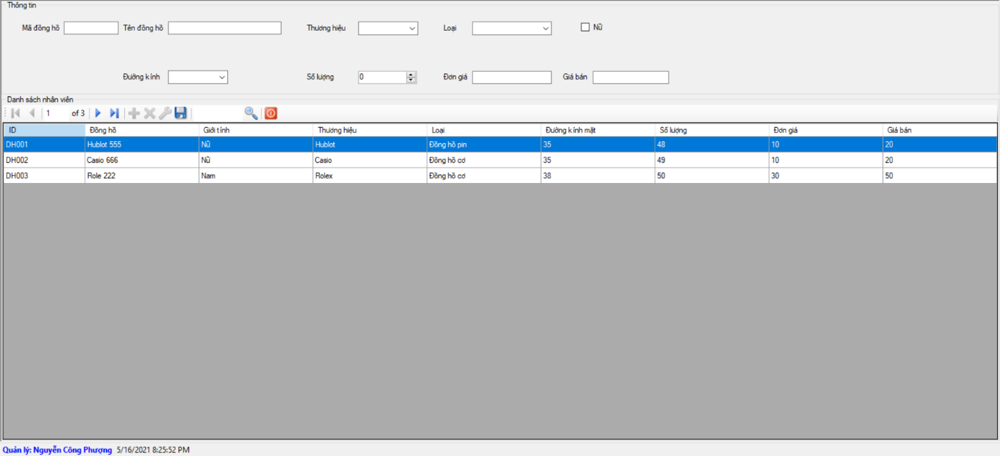 Thông tin
Mã đồng hồ Tên đồng hồ Thương hiệu Loại Nữ
Đường kính Số lượng 0 Đơn giá Giá bán
Danh sách nhân viên
1 of 3
ID Đồng hồ Giới tính Thương hiệu Loại Đường kính mặt Số lượng Đơn giá Giá bán
DH001 Hublot 555 Nữ Hublot Đồng hồ pin 35 48 10 20
DH002 Casio 666 Nữ Casio Đồng hồ cơ 35 49 10 20
DH003 Role 222 Nam Rolex Đồng hồ cơ 38 50 30 50
Quản lý: Nguyễn Công Phượng 5/16/2021 8:25:52 PM